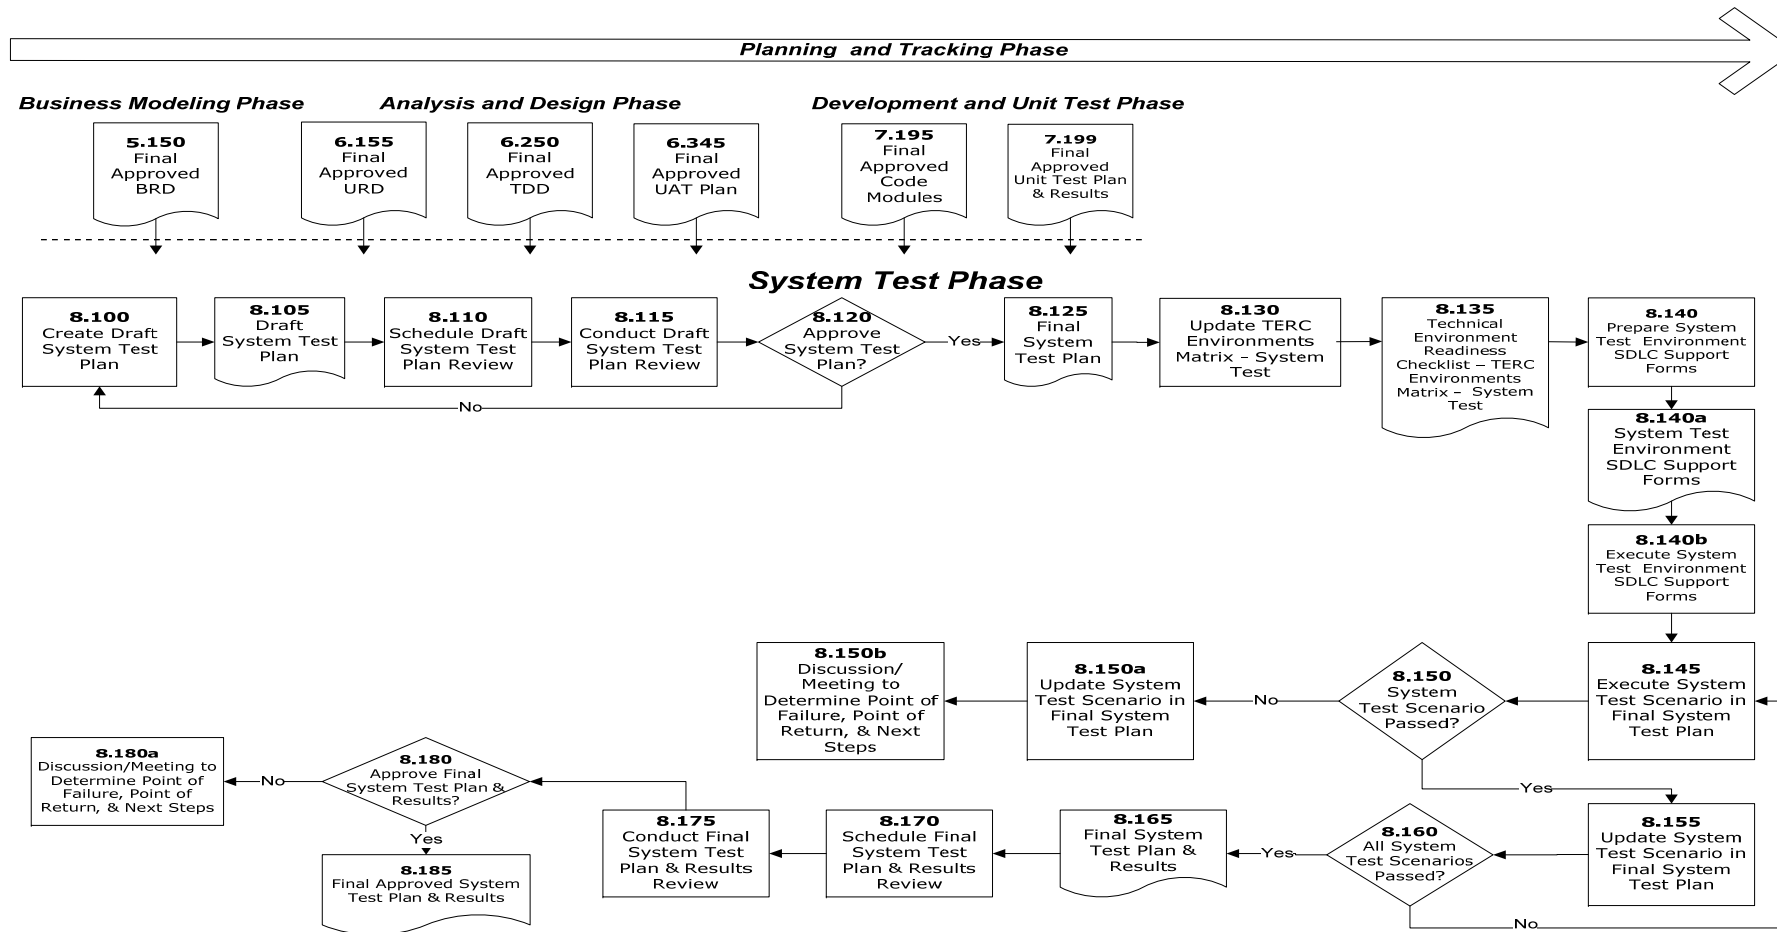 Planning and Tracking Phase
Business Modeling Phase
Analysis and Design Phase
Development and Unit Test Phase
5.150
Final
Approved
BRD
6.155
Final
Approved
URD
6.250
Final
Approved
TDD
6.345
Final
Approved
UAT Plan
7.195
Final
Approved
Code
Modules
7.199
Final
Approved
Unit Test Plan
& Results
System Test Phase
8.100
Create Draft
System Test
Plan
8.105
Draft
System Test
Plan
8.110
Schedule Draft
System Test
Plan Review
8.115
Conduct Draft
System Test
Plan Review
8.120
Approve
System Test
Plan?
Yes
No
8.125
Final
System
Test Plan
8.130
Update TERC
Environments
Matrix - System
Test
8.135
Technical
Environment
Readiness
Checklist – TERC
Environments
Matrix – System
Test
8.140
Prepare System
Test Environment
SDLC Support
Forms
8.140a
System Test
Environment
SDLC Support
Forms
8.140b
Execute System
Test Environment
SDLC Support
Forms
8.145
Execute System
Test Scenario in
Final System
Test Plan
8.150
System
Test Scenario
Passed?
No
8.150a
Update System
Test Scenario in
Final System
Test Plan
8.150b
Discussion/
Meeting to
Determine Point of
Failure, Point of
Return, & Next
Steps
Yes
8.155
Update System
Test Scenario in
Final System
Test Plan
8.160
All System
Test Scenarios
Passed?
No
Yes
8.165
Final System
Test Plan &
Results
8.170
Schedule Final
System Test
Plan & Results
Review
8.175
Conduct Final
System Test
Plan & Results
Review
8.180
Approve Final
System Test Plan &
Results?
No
8.180a
Discussion/Meeting to
Determine Point of
Failure, Point of
Return, & Next Steps
Yes
8.185
Final Approved System
Test Plan & Results